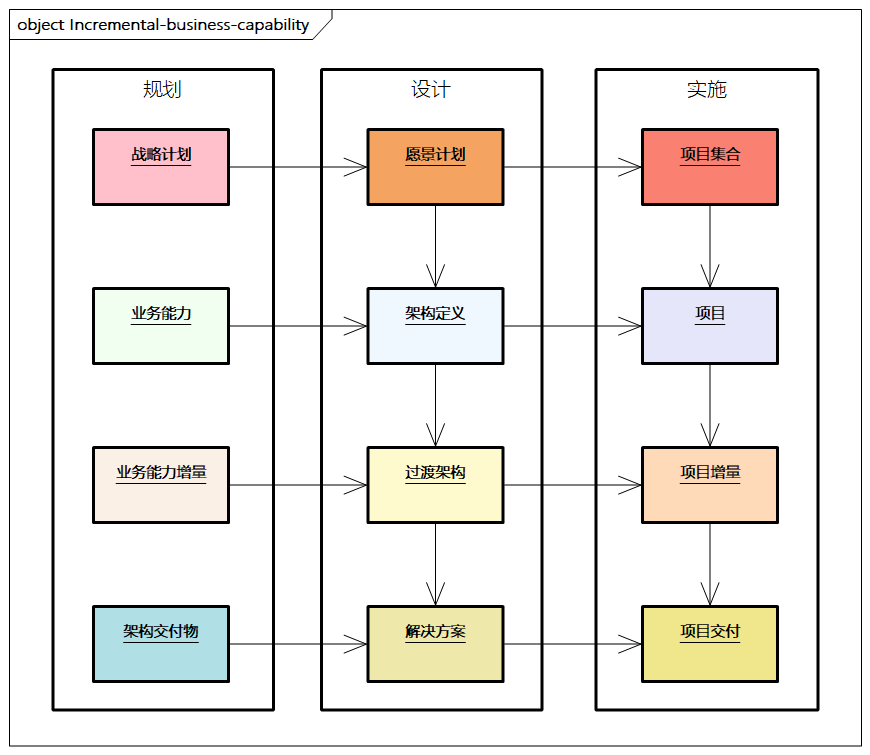 object Incremental-business-capability
规划
设计
实施
战略计划
愿景计划
项目集合
业务能力
架构定义
项目
业务能力增量
过渡架构
项目增量
架构交付物
解决方案
项目交付